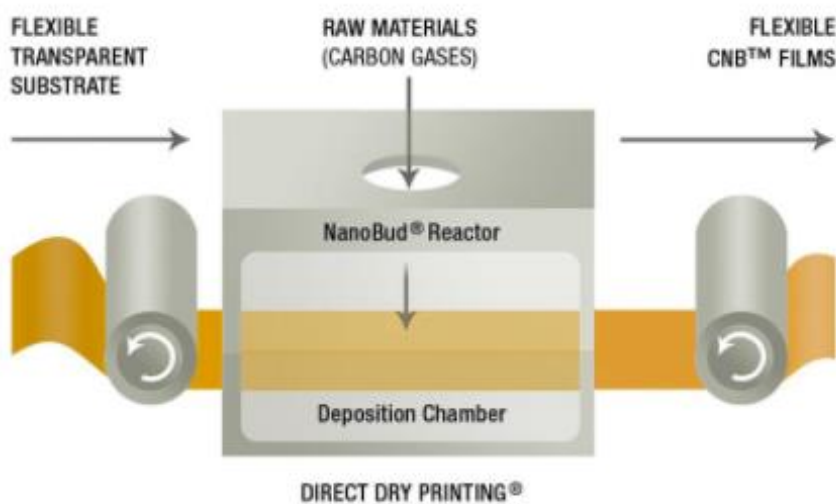 FLEXIBLE
TRANSPARENT
SUBSTRATE
RAW MATERIALS
(CARBON GASES)
FLEXIBLE
CNB™ FILMS
NanoBud® Reactor
Deposition Chamber
DIRECT DRY PRINTING®